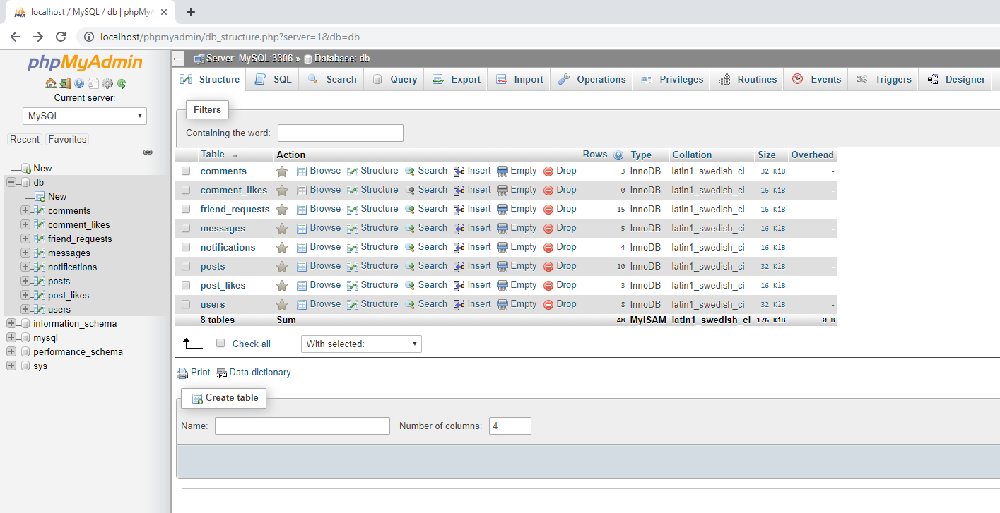 localhost / MySQL / db | phpMyA
localhost/phpmyadmin/db_structure.php?server=1&db=db
phpMyAdmin
Current server:
MySQL
Recent Favorites
New
db
New
comments
comment_likes
friend_requests
messages
notifications
posts
post_likes
users
information_schema
mysql
performance_schema
sys
Server: MySQL:3306 » Database: db
Structure SQL Search Query Export Import Operations Privileges Routines Events Triggers Designer
Filters
Containing the word:
Table Action Rows Type Collation Size Overhead
comments Browse Structure Search Insert Empty Drop 3 InnoDB latin1_swedish_ci 32 KiB -
comment_likes Browse Structure Search Insert Empty Drop 0 InnoDB latin1_swedish_ci 16 KiB -
friend_requests Browse Structure Search Insert Empty Drop 15 InnoDB latin1_swedish_ci 16 KiB -
messages Browse Structure Search Insert Empty Drop 5 InnoDB latin1_swedish_ci 16 KiB -
notifications Browse Structure Search Insert Empty Drop 4 InnoDB latin1_swedish_ci 16 KiB -
posts Browse Structure Search Insert Empty Drop 10 InnoDB latin1_swedish_ci 32 KiB -
post_likes Browse Structure Search Insert Empty Drop 3 InnoDB latin1_swedish_ci 16 KiB -
users Browse Structure Search Insert Empty Drop 8 InnoDB latin1_swedish_ci 32 KiB -
8 tables Sum 48 MyISAM latin1_swedish_ci 176 KiB 0 B
Check all With selected:
Print Data dictionary
Create table
Name: Number of columns: 4